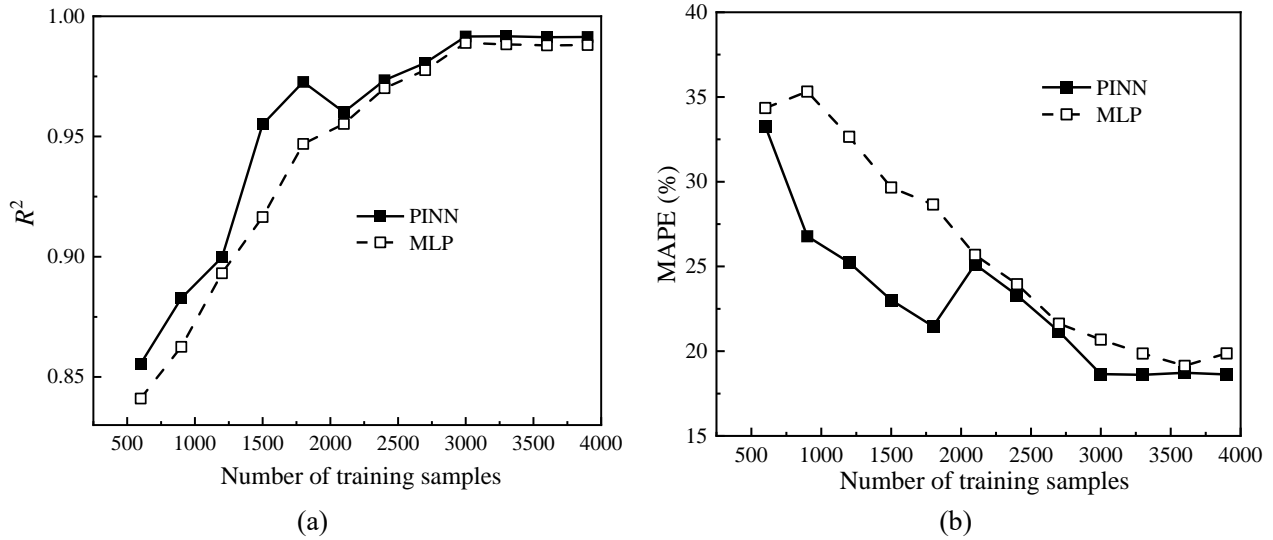 1.00
0.95
0.90
0.85
R²
500 1000 1500 2000 2500 3000 3500 4000
Number of training samples
PINN
MLP
(a)
40
35
30
25
20
15
MAPE (%)
500 1000 1500 2000 2500 3000 3500 4000
Number of training samples
PINN
MLP
(b)